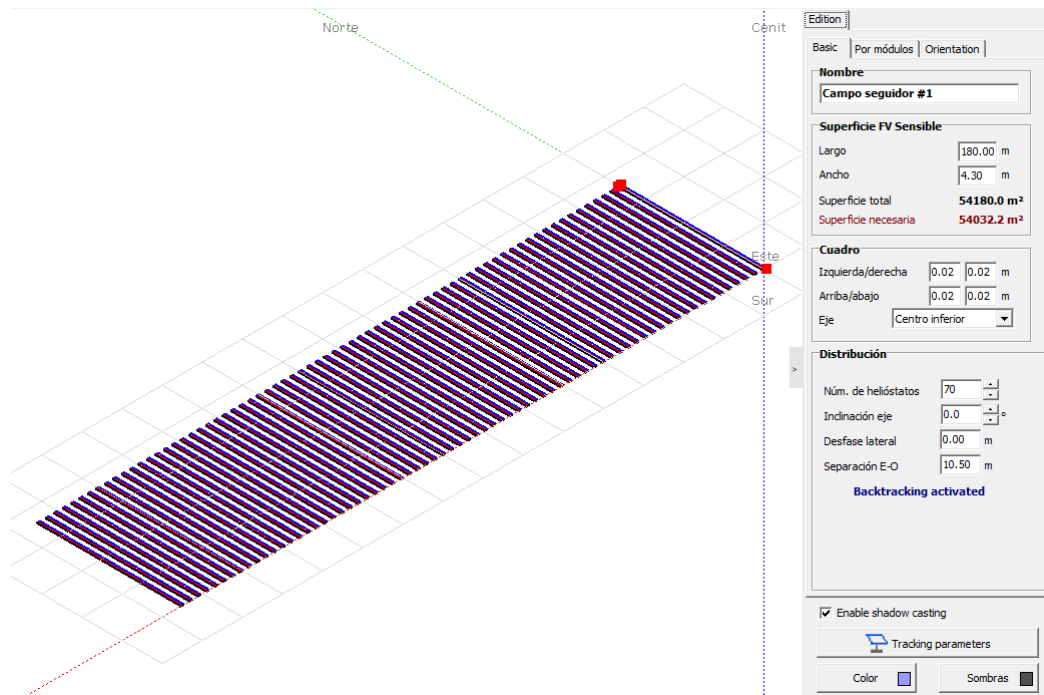 Norte
Cenit
Este
Sur
Edition
Basic Por módulos Orientation
Nombre
Campo seguidor #1
Superficie FV Sensible
Largo 180.00 m
Ancho 4.30 m
Superficie total 54180.0 m²
Superficie necesaria 54032.2 m²
Cuadro
Izquierda/derecha 0.02 0.02 m
Arriba/abajo 0.02 0.02 m
Eje Centro inferior
>
Distribución
Núm. de helióstatos 70
Inclinación eje 0.0 °
Desfase lateral 0.00 m
Separación E-O 10.50 m
Backtracking activated
Enable shadow casting
Tracking parameters
Color Sombras